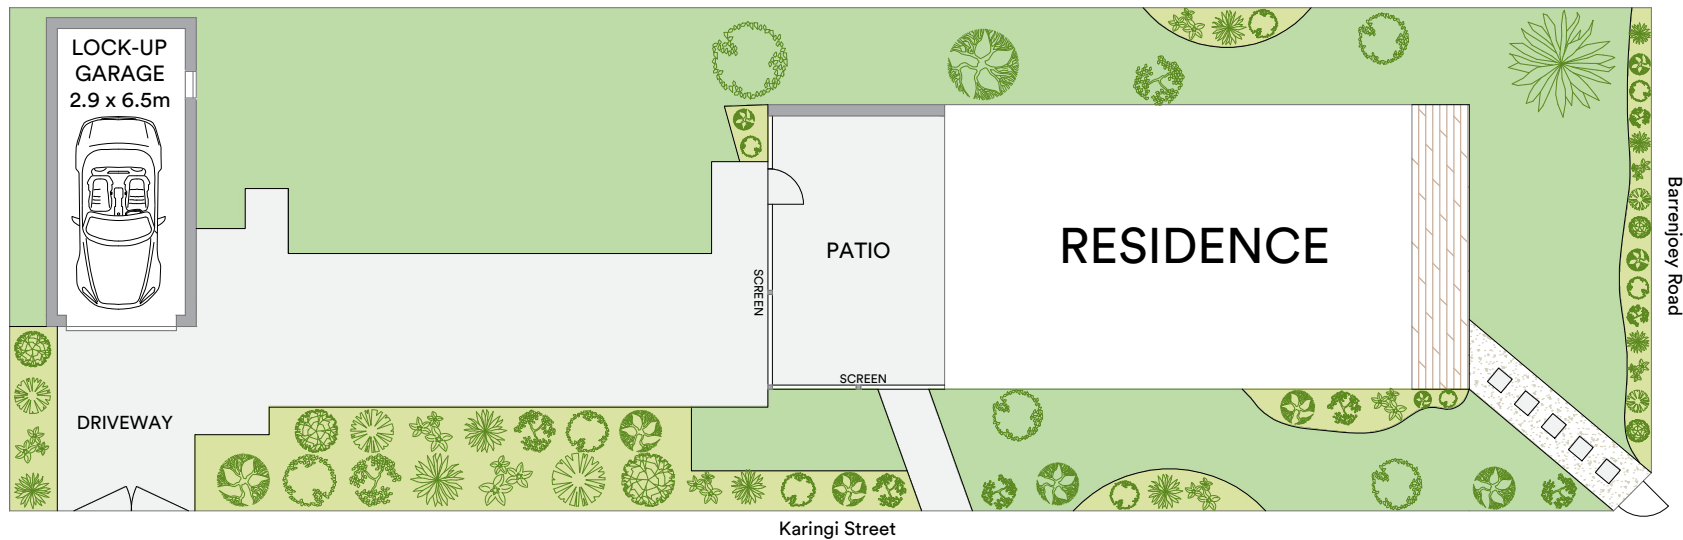 LOCK-UP
GARAGE
2.9 x 6.5m
PATIO
RESIDENCE
SCREEN
SCREEN
DRIVEWAY
Barrenjoey Road
Karingi Street